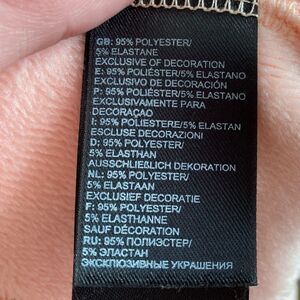 GB: 95% POLYESTER/
5% ELASTANE
EXCLUSIVE OF DECORATION
E: 95% POLIÉSTER/5% ELASTANO
EXCLUSIVO DE DECORACIÓN
P: 95% POLIÉSTER/5% ELASTANO
EXCLUSIVAMENTE PARA
DECORAÇAO
I: 95% POLIESTERE/5% ELASTAN
ESCLUSE DECORAZIONI
D: 95% POLYESTER/
5% ELASTHAN
AUSSCHLIEßLICH DEKORATION
NL: 95% POLYESTER/
5% ELASTAAN
EXCLUSIEF DECORATIE
F: 95% POLYESTER/
5% ELASTHANNE
SAUF DÉCORATION
RU: 95% ПОЛИЭСТЕР/
5% ЭЛАСТАН
ЭКСКЛЮЗИВНЫЕ УКРАШЕНИЯ